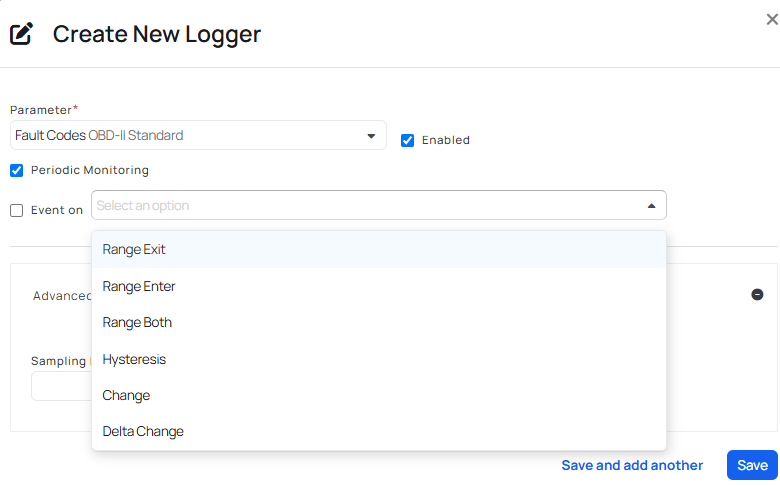 Create New Logger
Parameter*
Fault Codes OBD-II Standard
Enabled
Periodic Monitoring
Event on
Select an option
Range Exit
Range Enter
Range Both
Hysteresis
Change
Delta Change
Advanced
Sampling
Save and add another
Save